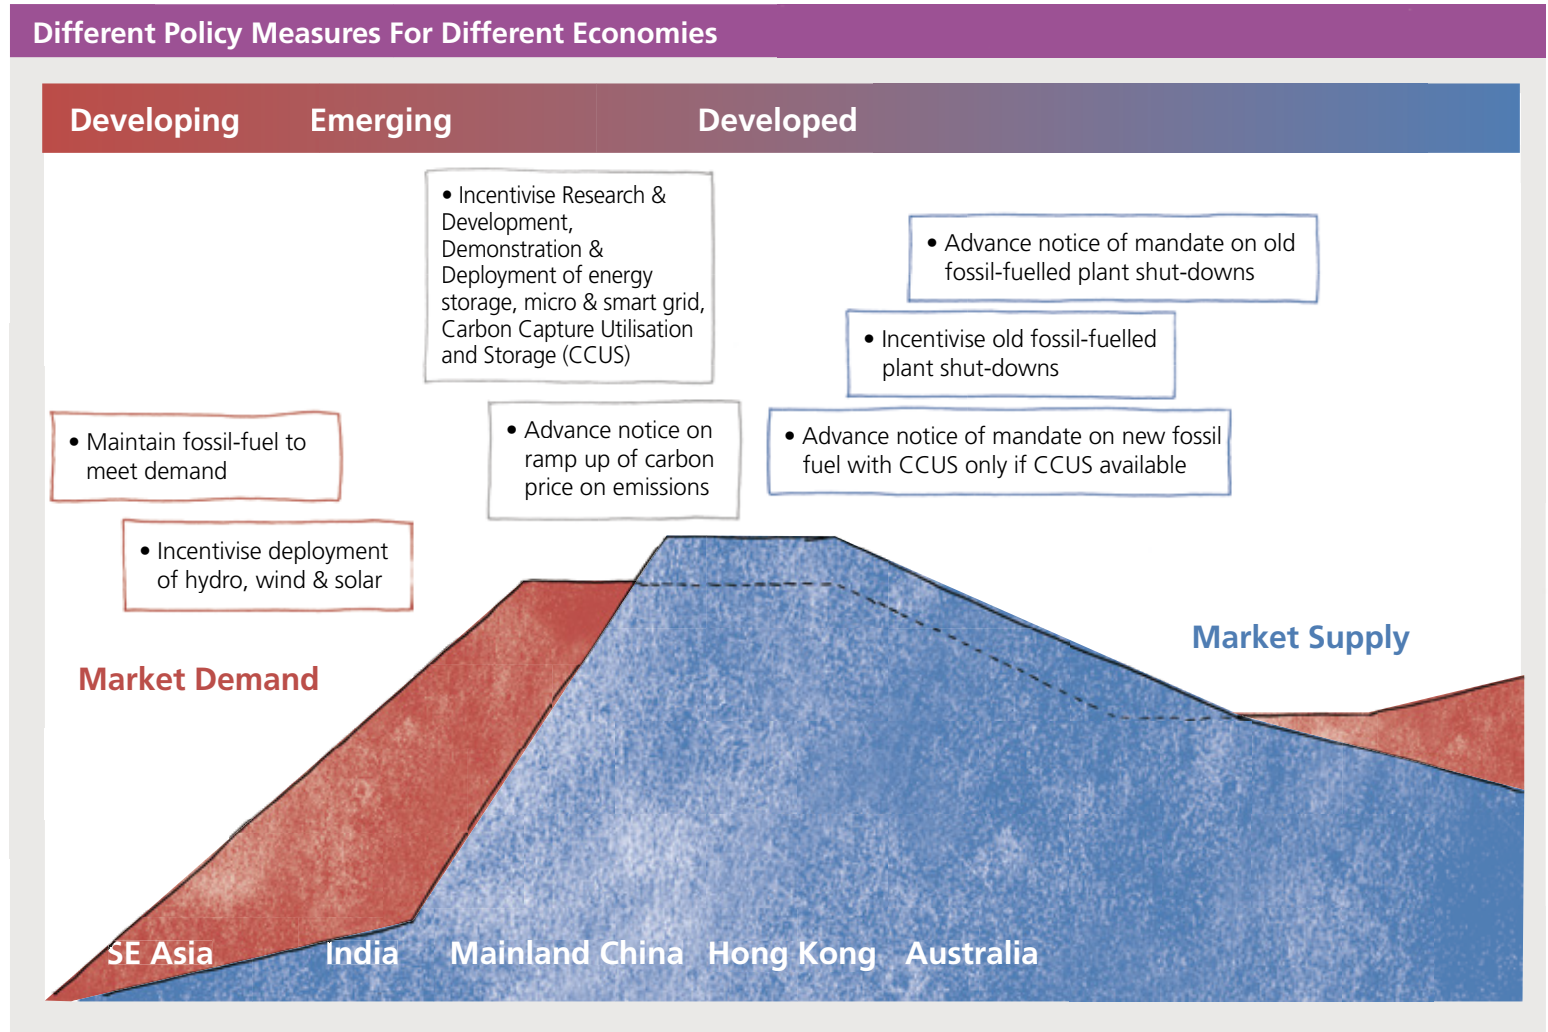 Different Policy Measures For Different Economies
Developing Emerging Developed
• Incentivise Research &
Development,
Demonstration &
Deployment of energy
storage, micro & smart grid,
Carbon Capture Utilisation
and Storage (CCUS)
• Advance notice of mandate on old
fossil-fuelled plant shut-downs
• Incentivise old fossil-fuelled
plant shut-downs
• Maintain fossil-fuel to
meet demand
• Advance notice on
ramp up of carbon
price on emissions
• Advance notice of mandate on new fossil
fuel with CCUS only if CCUS available
• Incentivise deployment
of hydro, wind & solar
Market Demand
Market Supply
SE Asia India Mainland China Hong Kong Australia